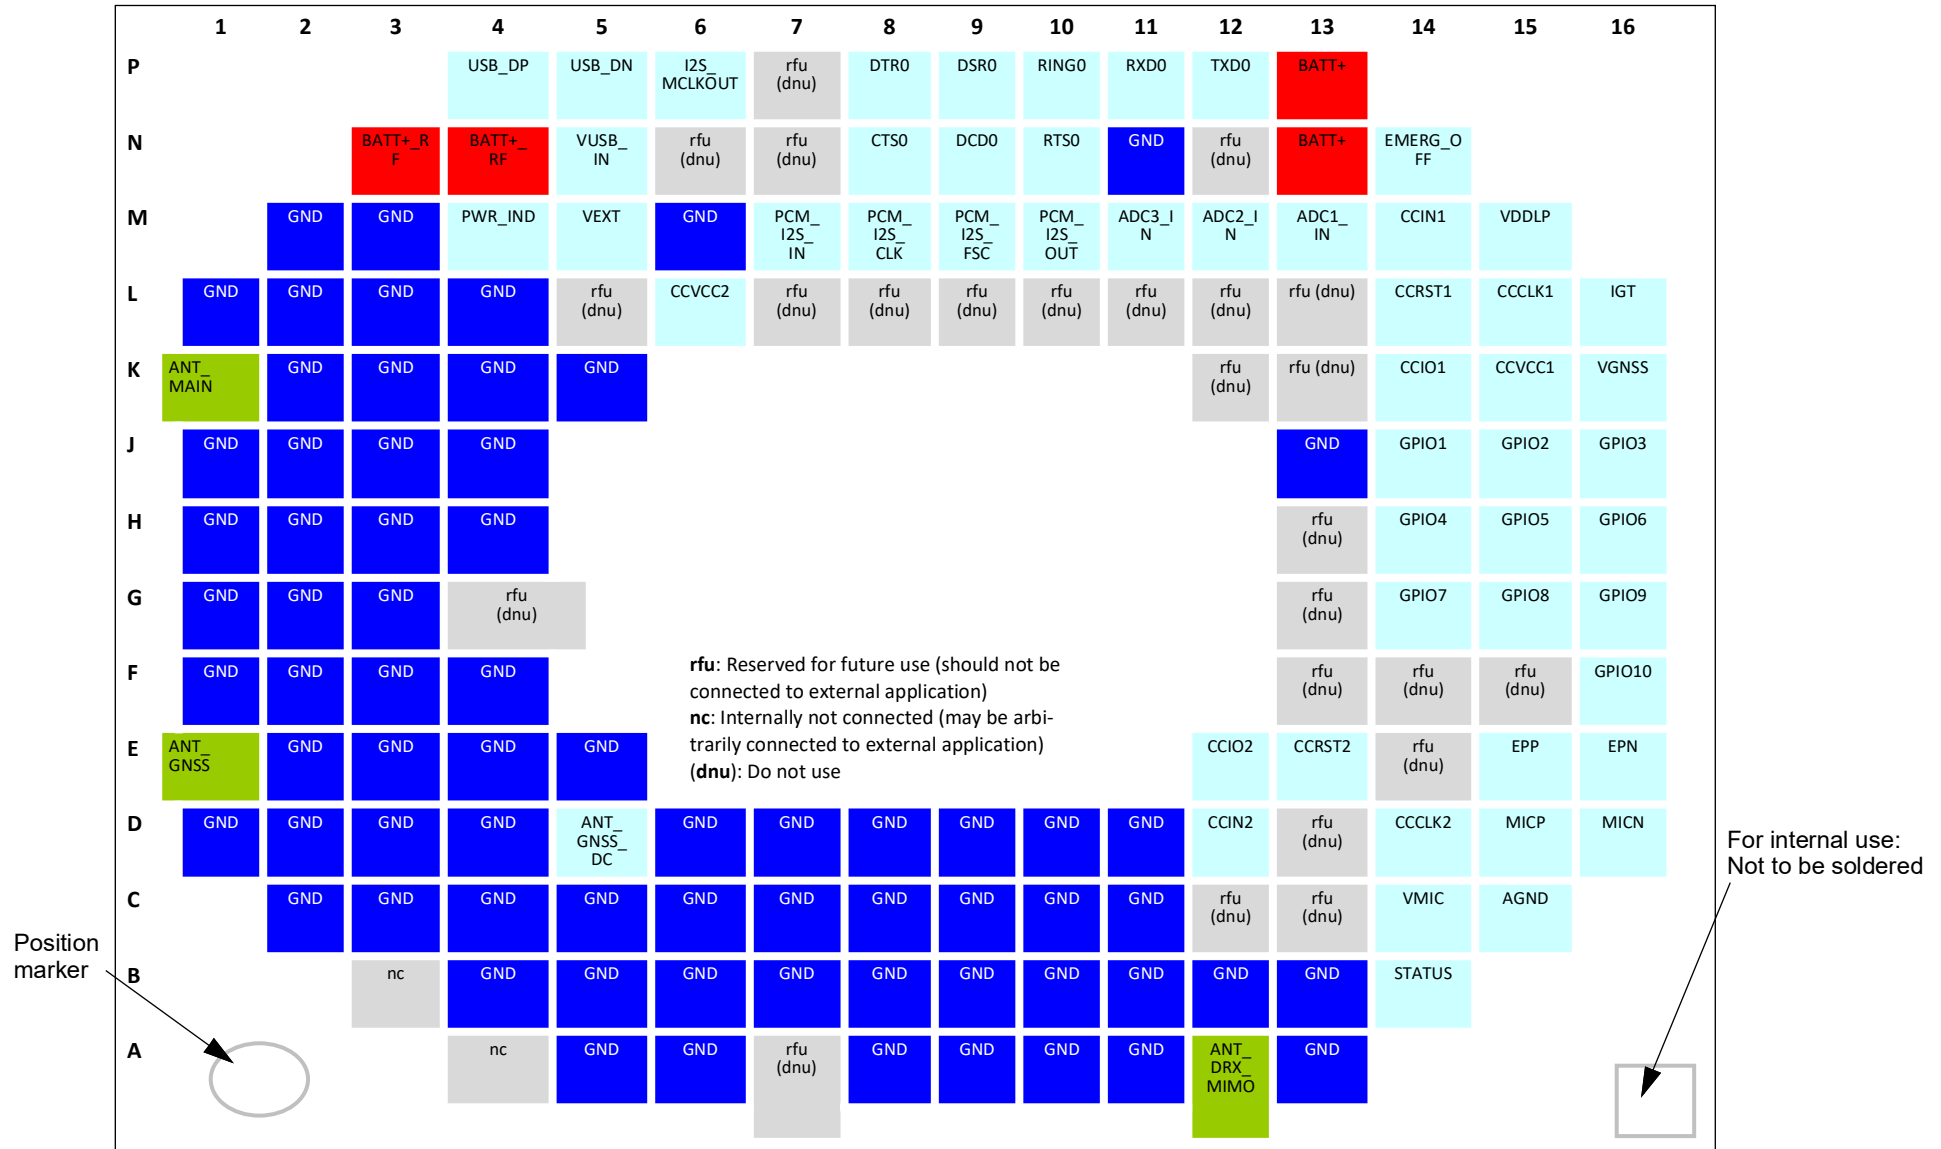 1 2 3 4 5 6 7 8 9 10 11 12 13 14 15 16
P USB_DP USB_DN I2S_ MCLKOUT rfu (dnu) DTR0 DSR0 RING0 RXD0 TXD0 BATT+
N BATT+_R F BATT+_ RF VUSB_ IN rfu (dnu) rfu (dnu) CTS0 DCD0 RTS0 GND rfu (dnu) BATT+ EMERG_O FF
M GND GND PWR_IND VEXT GND PCM_ I2S_ IN PCM_ I2S_ CLK PCM_ I2S_ FSC PCM_ I2S_ OUT ADC3_I N ADC2_I N ADC1_ IN CCIN1 VDDLP
L GND GND GND GND rfu (dnu) CCVCC2 rfu (dnu) rfu (dnu) rfu (dnu) rfu (dnu) rfu (dnu) rfu (dnu) rfu (dnu) CCRST1 CCCLK1 IGT
K ANT_ MAIN GND GND GND GND rfu (dnu) rfu (dnu) CCIO1 CCVCC1 VGNSS
J GND GND GND GND GND GPIO1 GPIO2 GPIO3
H GND GND GND GND rfu (dnu) GPIO4 GPIO5 GPIO6
G GND GND GND rfu (dnu) rfu (dnu) GPIO7 GPIO8 GPIO9
F GND GND GND GND rfu (dnu) rfu (dnu) rfu (dnu) GPIO10
rfu: Reserved for future use (should not be
connected to external application)
nc: Internally not connected (may be arbi-
trarily connected to external application)
(dnu): Do not use
E ANT_ GNSS GND GND GND GND CCIO2 CCRST2 rfu (dnu) EPP EPN
D GND GND GND GND ANT_ GNSS_ DC GND GND GND GND GND GND CCIN2 rfu (dnu) CCCLK2 MICP MICN
C GND GND GND GND GND GND GND GND GND GND rfu (dnu) rfu (dnu) VMIC AGND
B nc GND GND GND GND GND GND GND GND GND GND STATUS
A nc GND GND rfu (dnu) GND GND GND GND ANT_ DRX_ MIMO GND
Position
marker
For internal use:
Not to be soldered